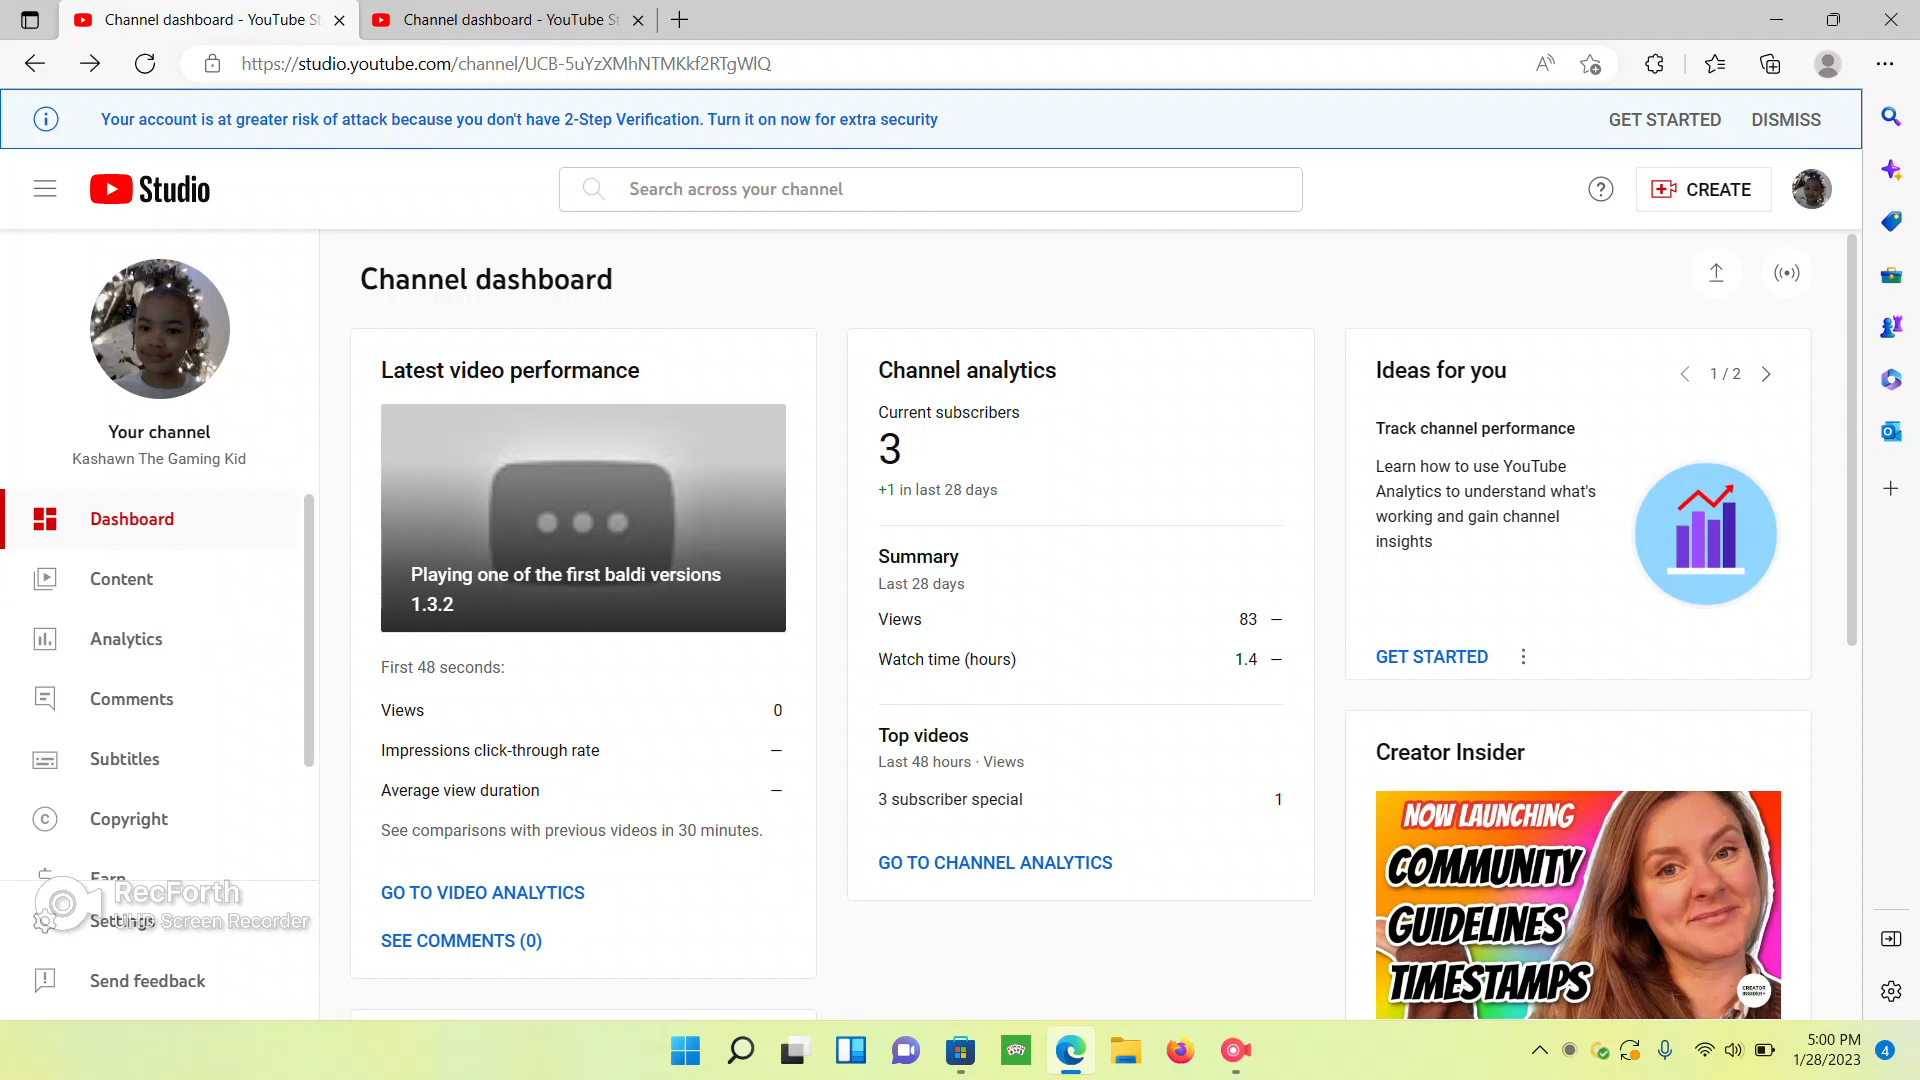 Channel dashboard - YouTube St
Channel dashboard - YouTube St
https://studio.youtube.com/channel/UCB-5uYzXMhNTMKkf2RTgWlQ
Your account is at greater risk of attack because you don't have 2-Step Verification. Turn it on now for extra security
GET STARTED
DISMISS
Studio
Search across your channel
CREATE
Your channel
Kashawn The Gaming Kid
Dashboard
Content
Analytics
Comments
Subtitles
Copyright
Earn
Settings
Send feedback
RecForth
UHD Screen Recorder
Channel dashboard
Latest video performance
Playing one of the first baldi versions
1.3.2
First 48 seconds:
Views 0
Impressions click-through rate —
Average view duration —
See comparisons with previous videos in 30 minutes.
GO TO VIDEO ANALYTICS
SEE COMMENTS (0)
Channel analytics
Current subscribers
3
+1 in last 28 days
Summary
Last 28 days
Views 83 —
Watch time (hours) 1.4 —
Top videos
Last 48 hours · Views
3 subscriber special 1
GO TO CHANNEL ANALYTICS
Ideas for you
1 / 2
Track channel performance
Learn how to use YouTube
Analytics to understand what's
working and gain channel
insights
GET STARTED
Creator Insider
NOW LAUNCHING
COMMUNITY
GUIDELINES
TIMESTAMPS
CREATOR
INSIDER
5:00 PM
1/28/2023
4